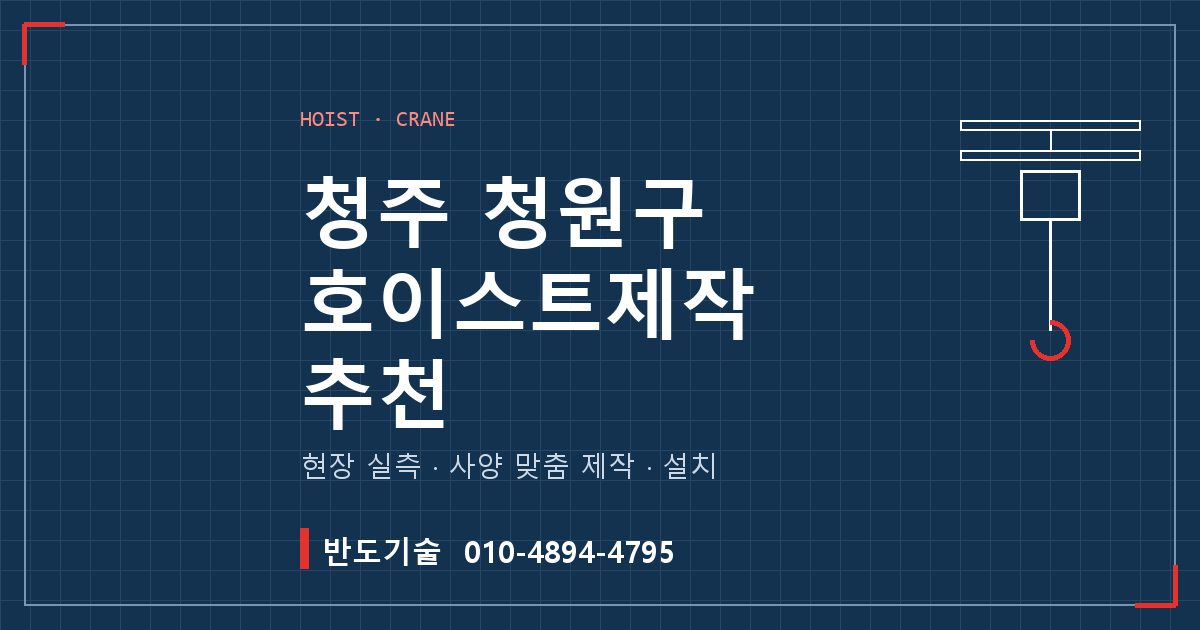 HOIST · CRANE
청주 청원구
호이스트제작
추천
현장 실측 · 사양 맞춤 제작 · 설치
반도기술 010-4894-4795